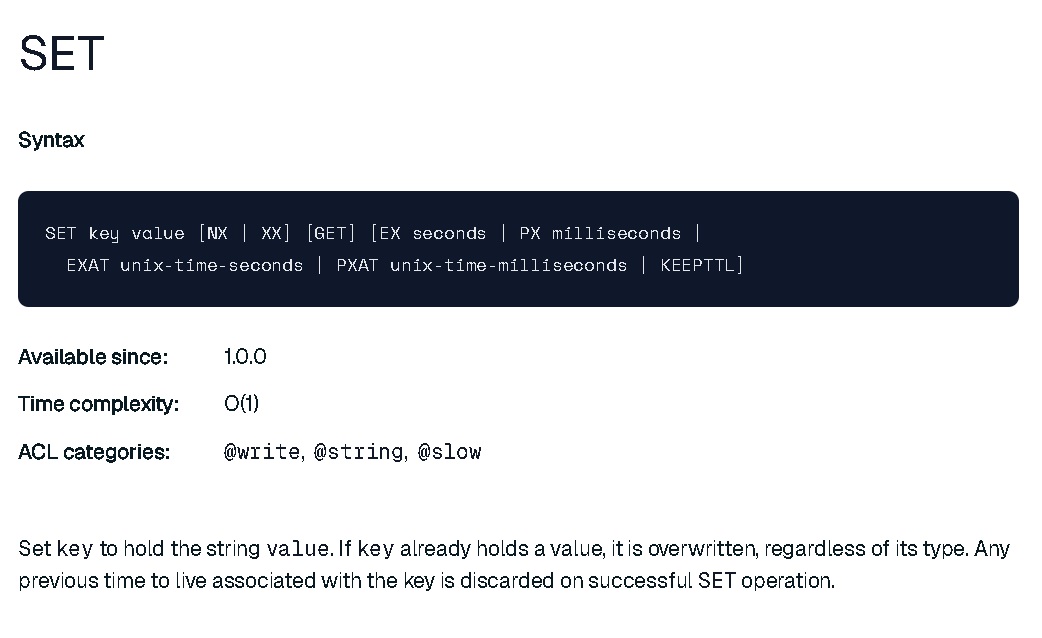 SET
Syntax
SET key value [NX | XX] [GET] [EX seconds | PX milliseconds |
  EXAT unix-time-seconds | PXAT unix-time-milliseconds | KEEPTTL]
Available since: 1.0.0
Time complexity: O(1)
ACL categories: @write, @string, @slow
Set key to hold the string value. If key already holds a value, it is overwritten, regardless of its type. Any
previous time to live associated with the key is discarded on successful SET operation.